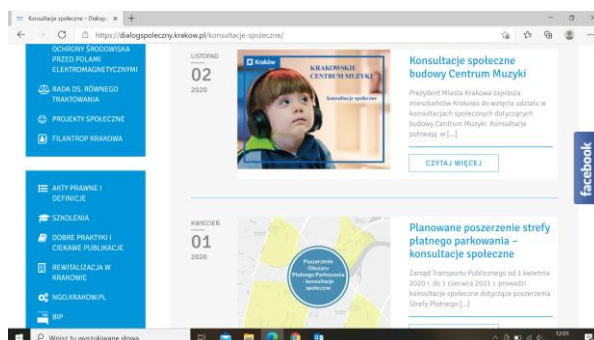 Konsultacje społeczne – Dialog
https://dialogspoleczny.krakow.pl/konsultacje-spoleczne/
OCHRONY ŚRODOWISKA
PRZED POLAMI
ELEKTROMAGNETYCZNYMI
RADA DS. RÓWNEGO
TRAKTOWANIA
PROJEKTY SPOŁECZNE
FILANTROP KRAKOWA
AKTY PRAWNE I
DEFINICJE
SZKOLENIA
DOBRE PRAKTYKI I
CIEKAWE PUBLIKACJE
REWITALIZACJA W
KRAKOWIE
NGO.KRAKOW.PL
BIP
LISTOPAD
02
2020
Kraków
KRAKOWSKIE
CENTRUM MUZYKI
konsultacje społeczne
Konsultacje społeczne
budowy Centrum Muzyki
Prezydent Miasta Krakowa zaprasza
mieszkańców Krakowa do wzięcia udziału w
konsultacjach społecznych dotyczących
budowy Centrum Muzyki. Konsultacje
potrwają w [...]
CZYTAJ WIĘCEJ
KWIECIEŃ
01
2020
Poszerzenie
Obszaru
Płatnego Parkowania
- konsultacje
społeczne
Planowane poszerzenie strefy
płatnego parkowania –
konsultacje społeczne
Zarząd Transportu Publicznego od 1 kwietnia
2020 r. do 1 czerwca 2021 r. prowadzi
konsultacje społeczne dotyczące poszerzenia
Strefy Płatnego [...]
facebook
Wpisz tu wyszukiwane słowa
12:01